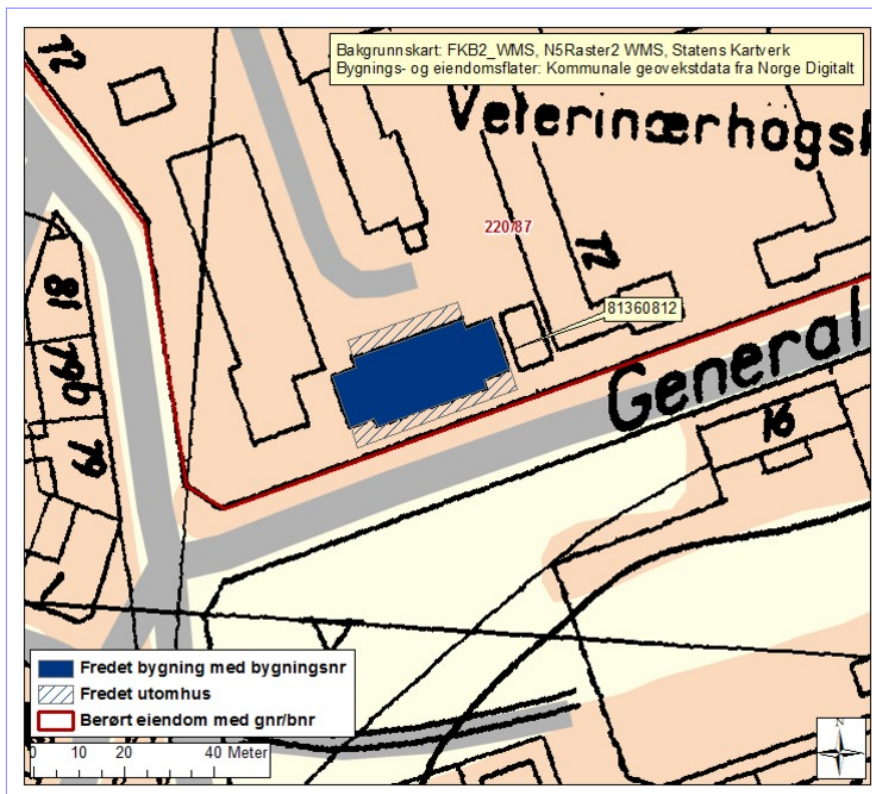 Bakgrunnskart: FKB2_WMS, N5Raster2 WMS, Statens Kartverk
Bygnings- og eiendomsflater: Kommunale geovekstdata fra Norge Digitalt
72
Veterinærhøgs
220/87
72
81360812
General
81
79b
79
16
1
Fredet bygning med bygningsnr
Fredet utomhus
Berørt eiendom med gnr/bnr
0 10 20 40 Meter
N